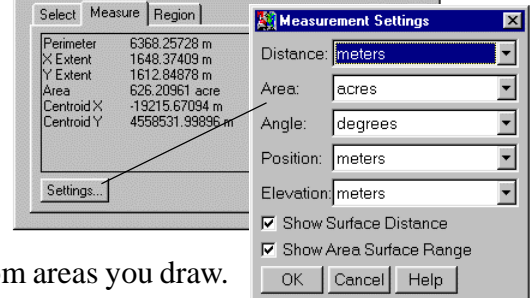 Select Measure Region
Perimeter 6368.25728 m
X Extent 1648.37409 m
Y Extent 1612.84878 m
Area 626.20961 acre
Centroid X -19215.67094 m
Centroid Y 4558531.99896 m
Settings...
Measurement Settings
Distance: meters
Area: acres
Angle: degrees
Position: meters
Elevation: meters
Show Surface Distance
Show Area Surface Range
OK Cancel Help
om areas you draw.